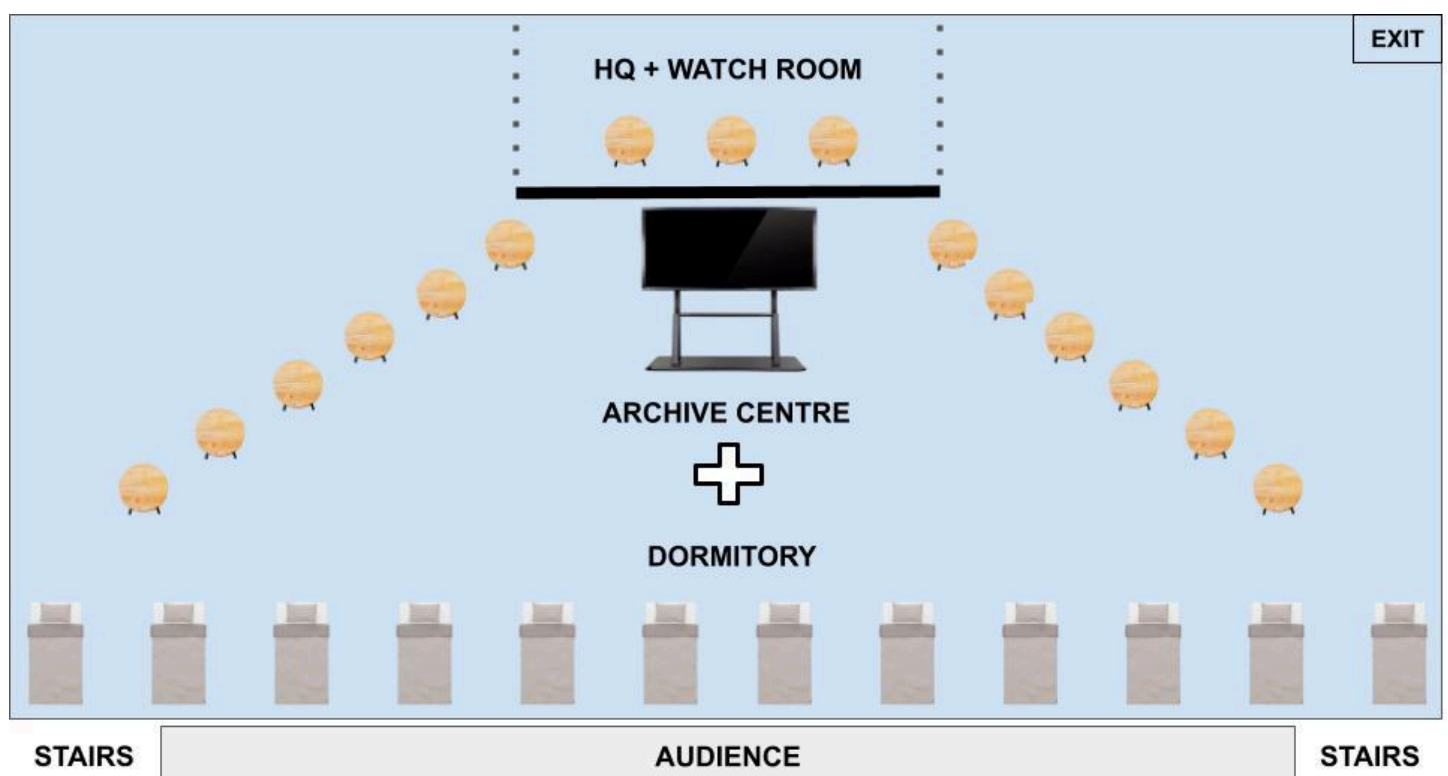 EXIT
HQ + WATCH ROOM
ARCHIVE CENTRE
DORMITORY
STAIRS
AUDIENCE
STAIRS